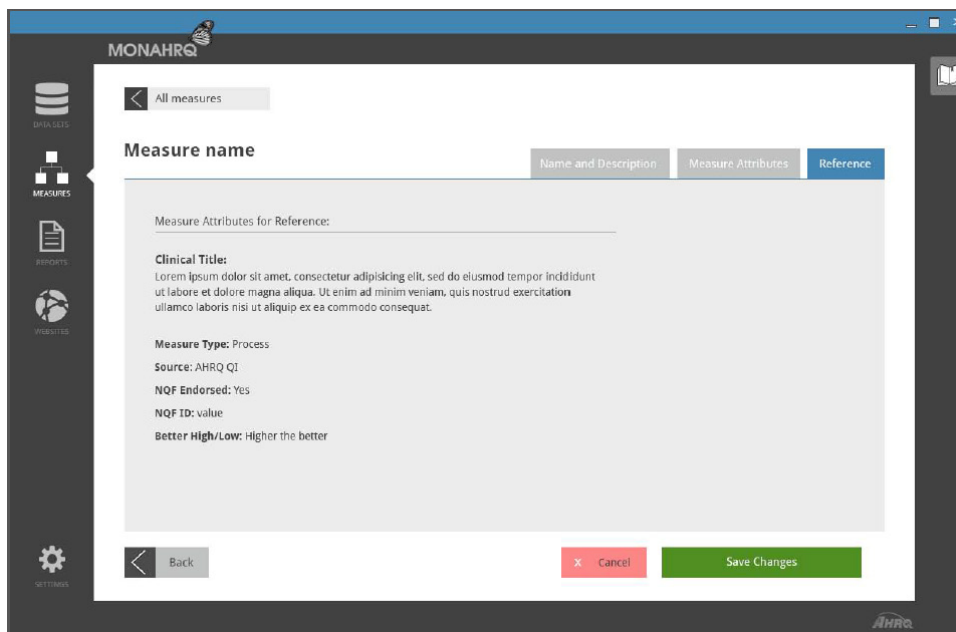 MONAHRQ
DATA SETS
MEASURES
REPORTS
WEBSITES
SETTINGS
All measures
Measure name
Name and Description
Measure Attributes
Reference
Measure Attributes for Reference:
Clinical Title:
Lorem ipsum dolor sit amet, consectetur adipisicing elit, sed do eiusmod tempor incididunt
ut labore et dolore magna aliqua. Ut enim ad minim veniam, quis nostrud exercitation
ullamco laboris nisi ut aliquip ex ea commodo consequat.
Measure Type: Process
Source: AHRQ QI
NQF Endorsed: Yes
NQF ID: value
Better High/Low: Higher the better
Back
x Cancel
Save Changes
AHRQ